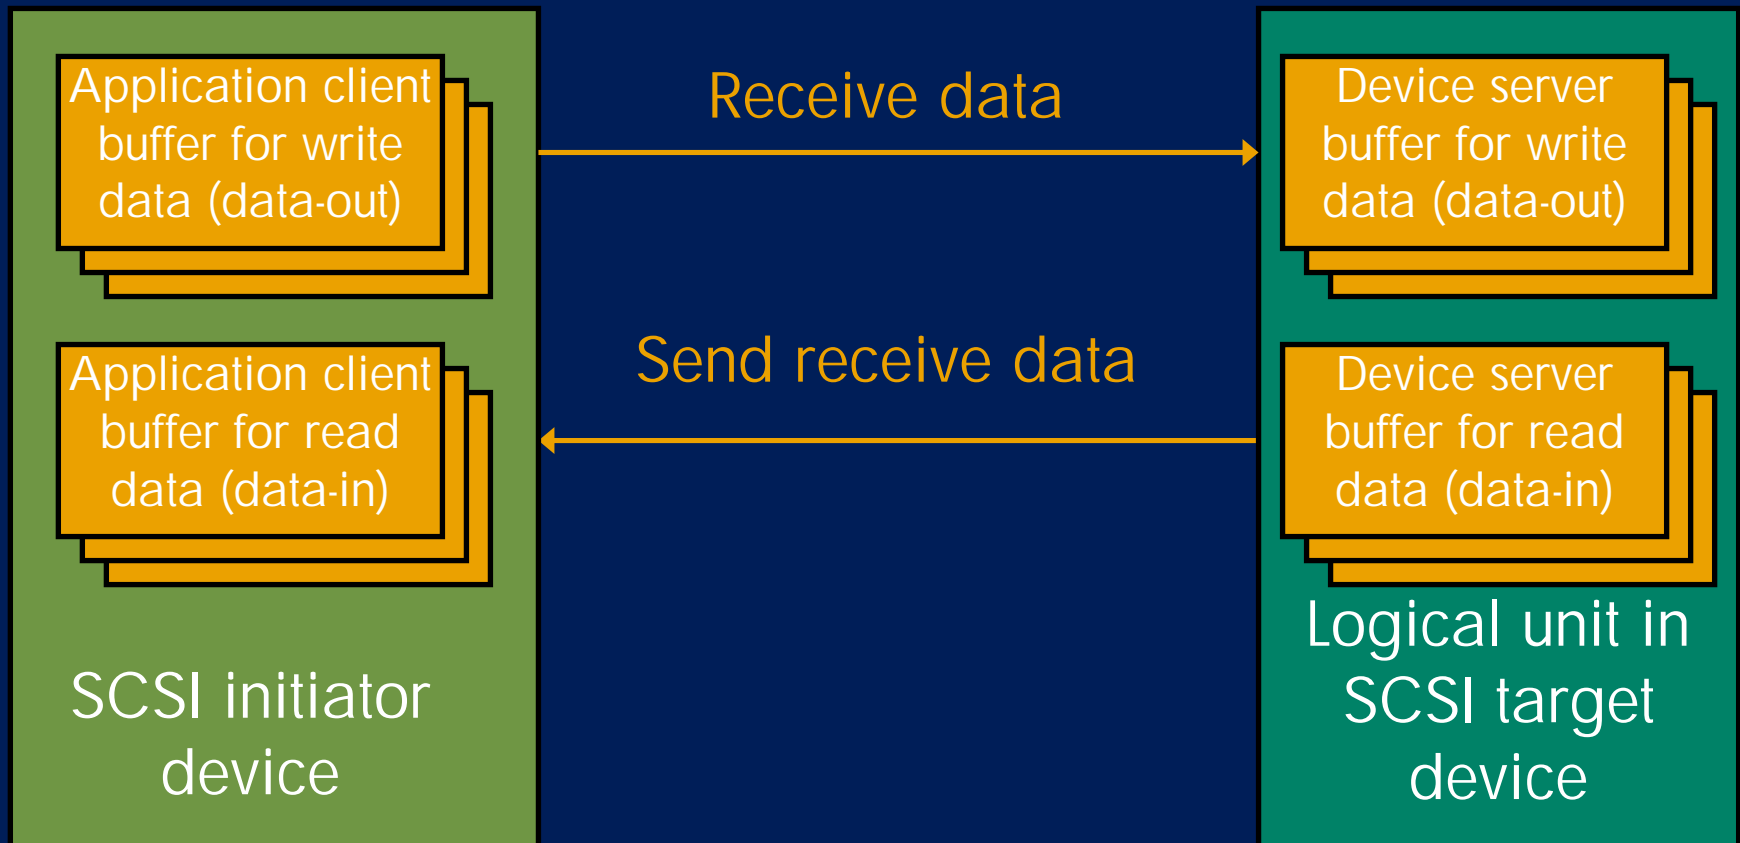 Application client
buffer for write
data (data-out)
Receive data
Device server
buffer for write
data (data-out)
Application client
buffer for read
data (data-in)
Send receive data
Device server
buffer for read
data (data-in)
SCSI initiator
device
Logical unit in
SCSI target
device